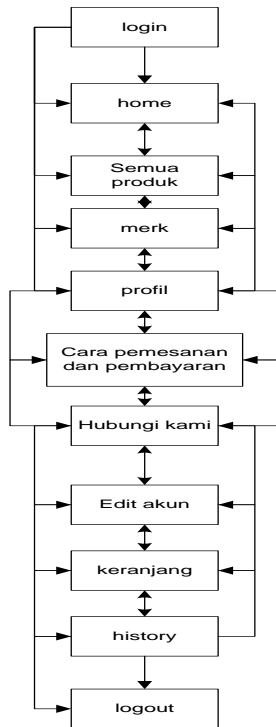 login
home
Semua
produk
merk
profil
Cara pemesanan
dan pembayaran
Hubungi kami
Edit akun
keranjang
history
logout